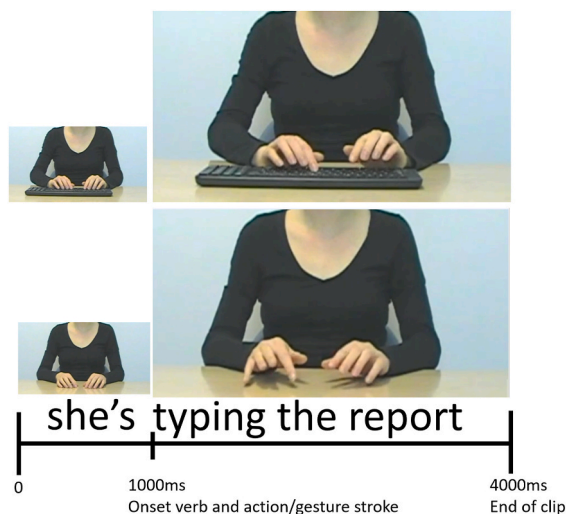 she's typing the report
0
1000ms
4000ms
Onset verb and action/gesture stroke
End of clip